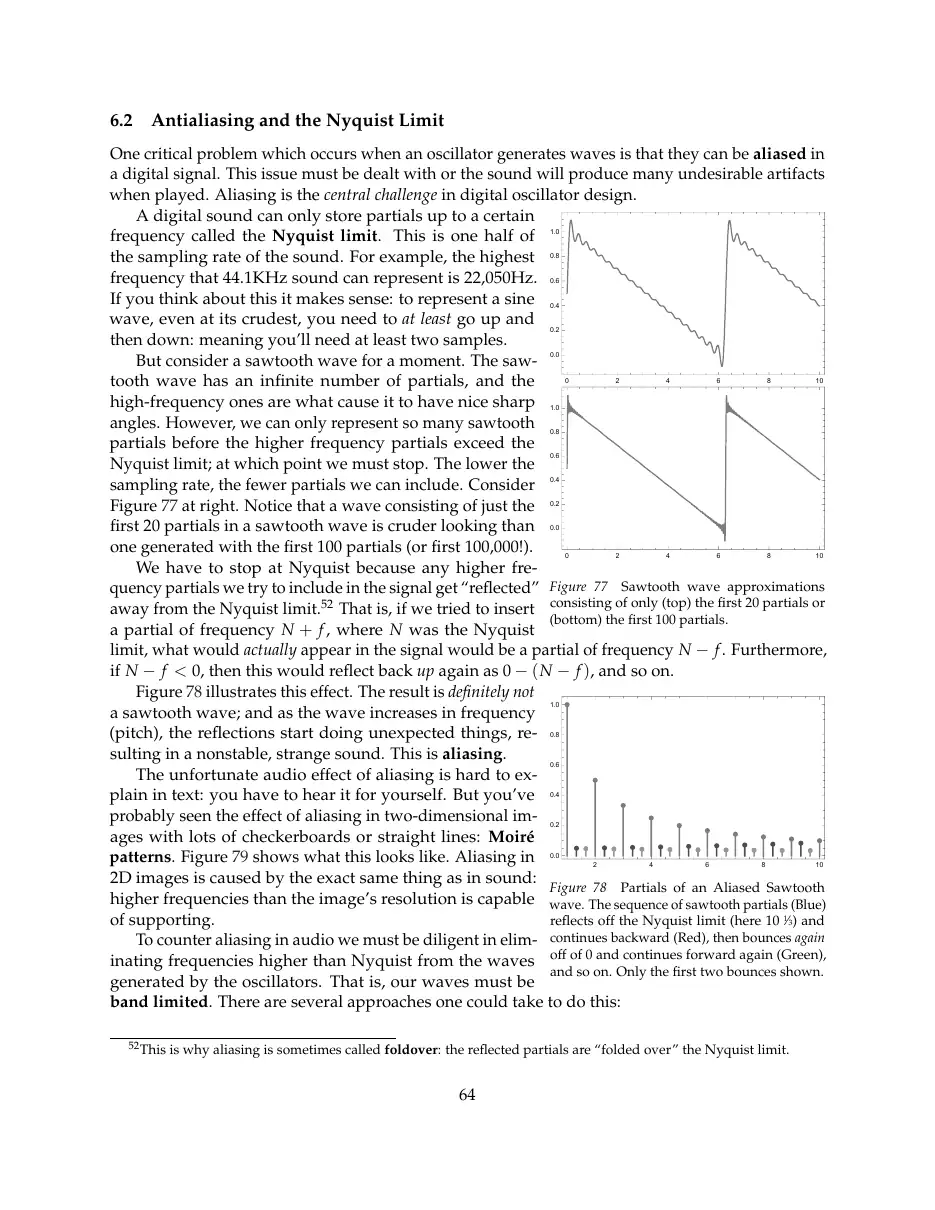 6.2 Antialiasing and the Nyquist Limit
One critical problem which occurs when an oscillator generates waves is that they can be aliased in
a digital signal. This issue must be dealt with or the sound will produce many undesirable artifacts
when played. Aliasing is the central challenge in digital oscillator design.
A digital sound can only store partials up to a certain
frequency called the Nyquist limit. This is one half of
the sampling rate of the sound. For example, the highest
frequency that 44.1KHz sound can represent is 22,050Hz.
If you think about this it makes sense: to represent a sine
wave, even at its crudest, you need to at least go up and
then down: meaning you'll need at least two samples.
But consider a sawtooth wave for a moment. The saw-
tooth wave has an infinite number of partials, and the
high-frequency ones are what cause it to have nice sharp
angles. However, we can only represent so many sawtooth
partials before the higher frequency partials exceed the
Nyquist limit; at which point we must stop. The lower the
sampling rate, the fewer partials we can include. Consider
Figure 77 at right. Notice that a wave consisting of just the
first 20 partials in a sawtooth wave is cruder looking than
one generated with the first 100 partials (or first 100,000!).
1.0
0.8
0.6
0.4
0.2
0.0
0 2 4 6 8 10
1.0
0.8
0.6
0.4
0.2
0.0
0 2 4 6 8 10
Figure 77 Sawtooth wave approximations
consisting of only (top) the first 20 partials or
(bottom) the first 100 partials.
We have to stop at Nyquist because any higher fre-
quency partials we try to include in the signal get “reflected”
away from the Nyquist limit.52 That is, if we tried to insert
a partial of frequency N + f, where N was the Nyquist
limit, what would actually appear in the signal would be a partial of frequency N − f. Furthermore,
if N − f < 0, then this would reflect back up again as 0 − (N − f), and so on.
Figure 78 illustrates this effect. The result is definitely not
a sawtooth wave; and as the wave increases in frequency
(pitch), the reflections start doing unexpected things, re-
sulting in a nonstable, strange sound. This is aliasing.
The unfortunate audio effect of aliasing is hard to ex-
plain in text: you have to hear it for yourself. But you've
probably seen the effect of aliasing in two-dimensional im-
ages with lots of checkerboards or straight lines: Moiré
patterns. Figure 79 shows what this looks like. Aliasing in
2D images is caused by the exact same thing as in sound:
higher frequencies than the image's resolution is capable
of supporting.
1.0
0.8
0.6
0.4
0.2
0.0
2 4 6 8 10
Figure 78 Partials of an Aliased Sawtooth
wave. The sequence of sawtooth partials (Blue)
reflects off the Nyquist limit (here 10 ⅓) and
continues backward (Red), then bounces again
off of 0 and continues forward again (Green),
and so on. Only the first two bounces shown.
To counter aliasing in audio we must be diligent in elim-
inating frequencies higher than Nyquist from the waves
generated by the oscillators. That is, our waves must be
band limited. There are several approaches one could take to do this:
52This is why aliasing is sometimes called foldover: the reflected partials are “folded over” the Nyquist limit.
64